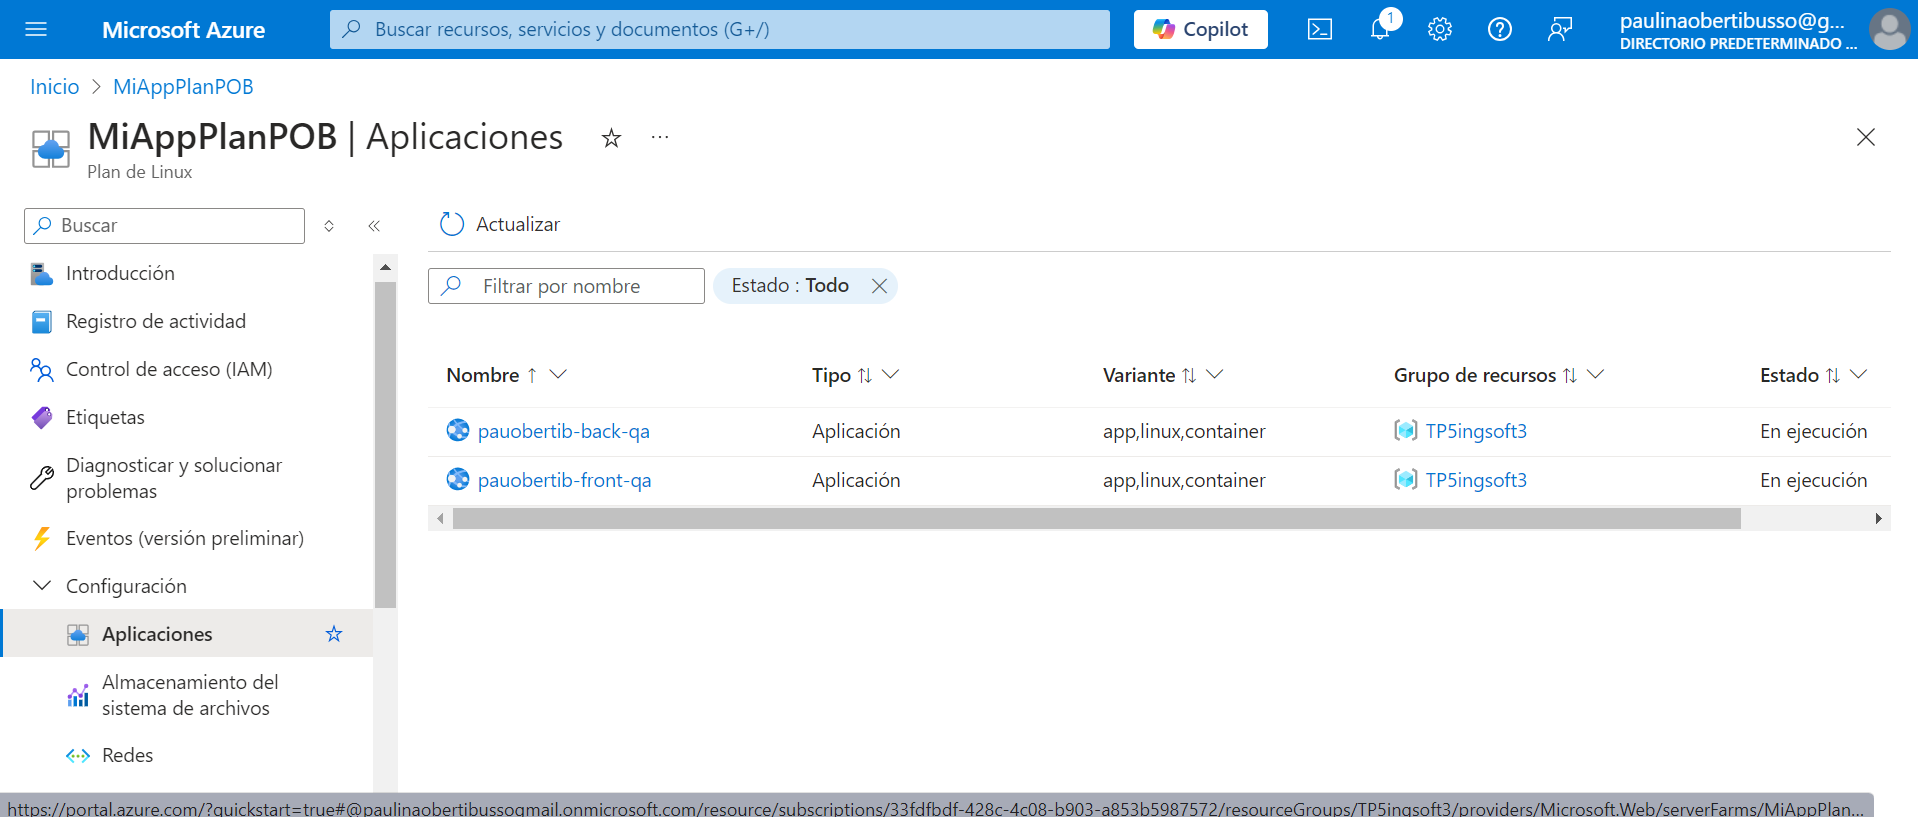 Microsoft Azure
Buscar recursos, servicios y documentos (G+/)
Copilot
1
paulinaobertibusso@g...
DIRECTORIO PREDETERMINADO ...
Inicio > MiAppPlanPOB
MiAppPlanPOB | Aplicaciones
Plan de Linux
Buscar
Introducción
Registro de actividad
Control de acceso (IAM)
Etiquetas
Diagnosticar y solucionar
problemas
Eventos (versión preliminar)
Configuración
Aplicaciones
Almacenamiento del
sistema de archivos
Redes
Actualizar
Filtrar por nombre
Estado : Todo
Nombre Tipo Variante Grupo de recursos Estado
pauobertib-back-qa Aplicación app,linux,container TP5ingsoft3 En ejecución
pauobertib-front-qa Aplicación app,linux,container TP5ingsoft3 En ejecución
https://portal.azure.com/?quickstart=true#@paulinaobertibussogmail.onmicrosoft.com/resource/subscriptions/33fdfbdf-428c-4c08-b903-a853b5987572/resourceGroups/TP5ingsoft3/providers/Microsoft.Web/serverFarms/MiAppPlan...